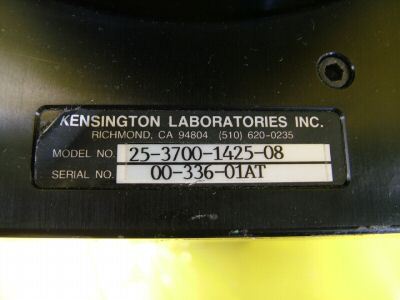 KENSINGTON LABORATORIES INC.
RICHMOND, CA 94804 (510) 620-0235
MODEL NO. 25-3700-1425-08
SERIAL NO. 00-336-01AT